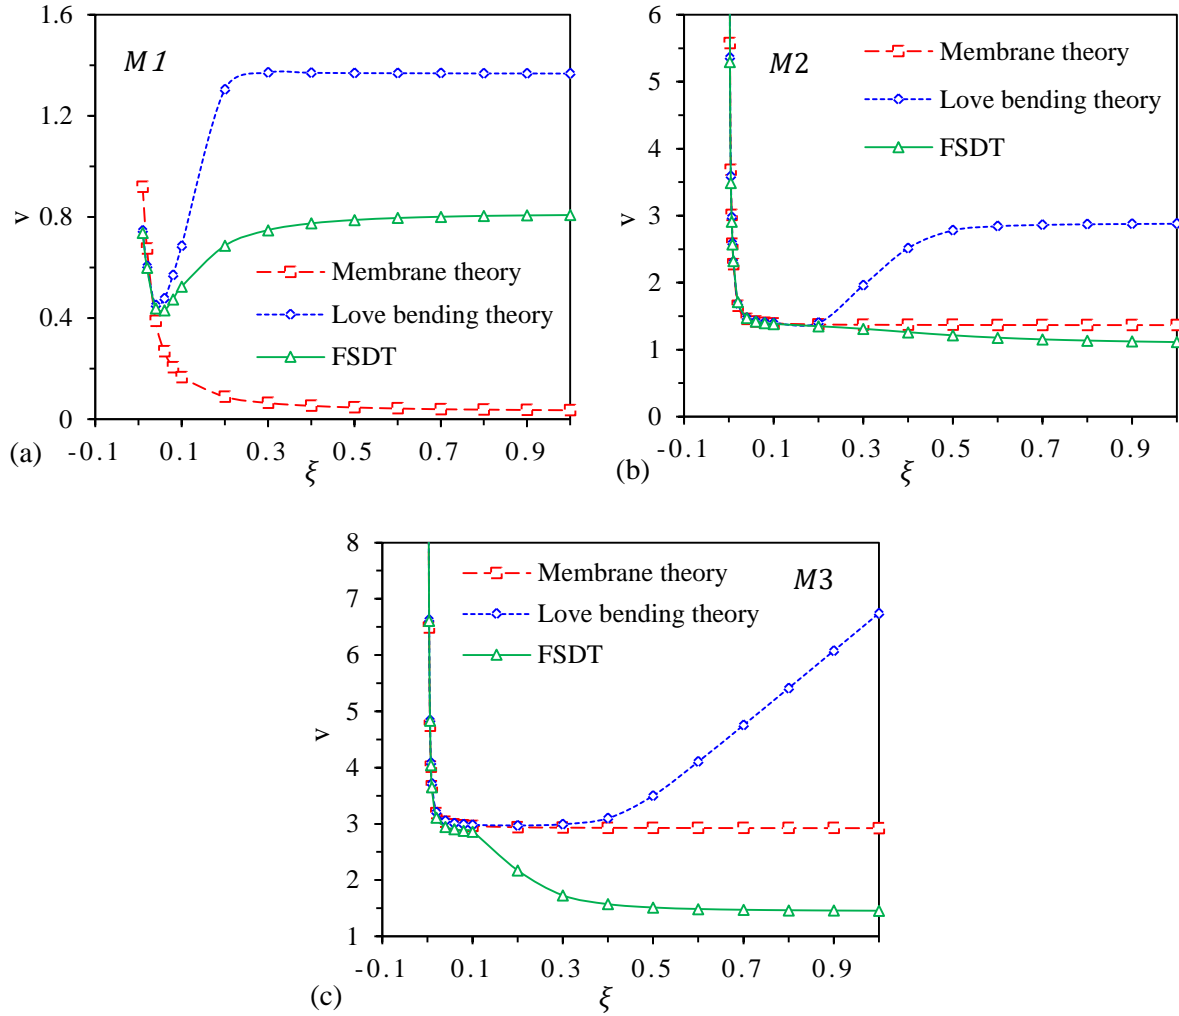 1.6
1.2
0.8
0.4
0
v
M1
Membrane theory
Love bending theory
FSDT
-0.1 0.1 0.3 0.5 0.7 0.9
ξ
(a)
6
5
4
3
2
1
0
v
M2
Membrane theory
Love bending theory
FSDT
-0.1 0.1 0.3 0.5 0.7 0.9
ξ
(b)
8
7
6
5
4
3
2
1
v
M3
Membrane theory
Love bending theory
FSDT
-0.1 0.1 0.3 0.5 0.7 0.9
ξ
(c)